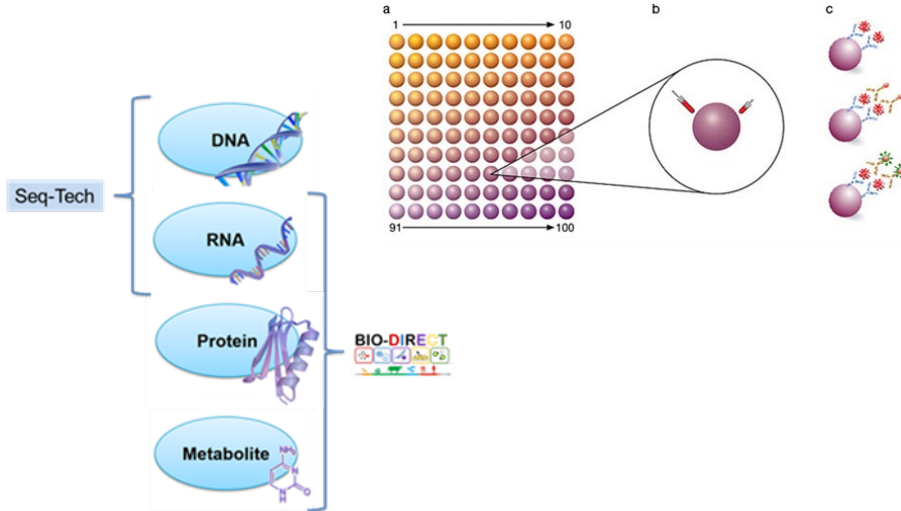 a
1
10
b
c
91
100
DNA
Seq-Tech
RNA
Protein
Metabolite
NH₂
N
N
H
O
BIO-DIRECT